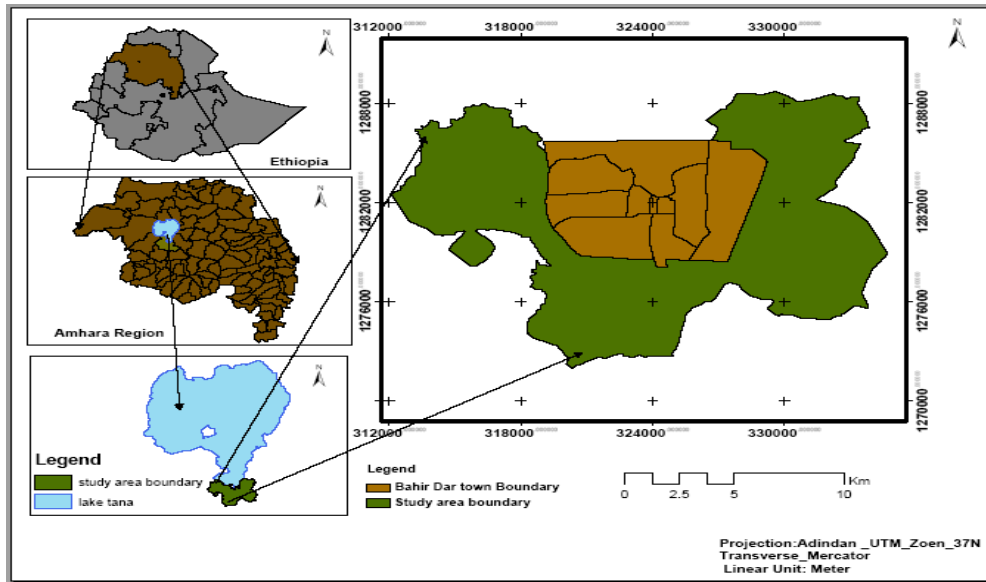 N
Ethiopia
N
Amhara Region
N
Legend
study area boundary
lake tana
312000 318000 324000 330000
N
1288000 1288000
1282000 1282000
1276000 1276000
1270000 1270000
312000 318000 324000 330000
Legend
Bahir Dar town Boundary
Study area boundary
Km
0 2.5 5 10
Projection:Adindan _UTM_Zoen_37N
Transverse_Mercator
Linear Unit: Meter